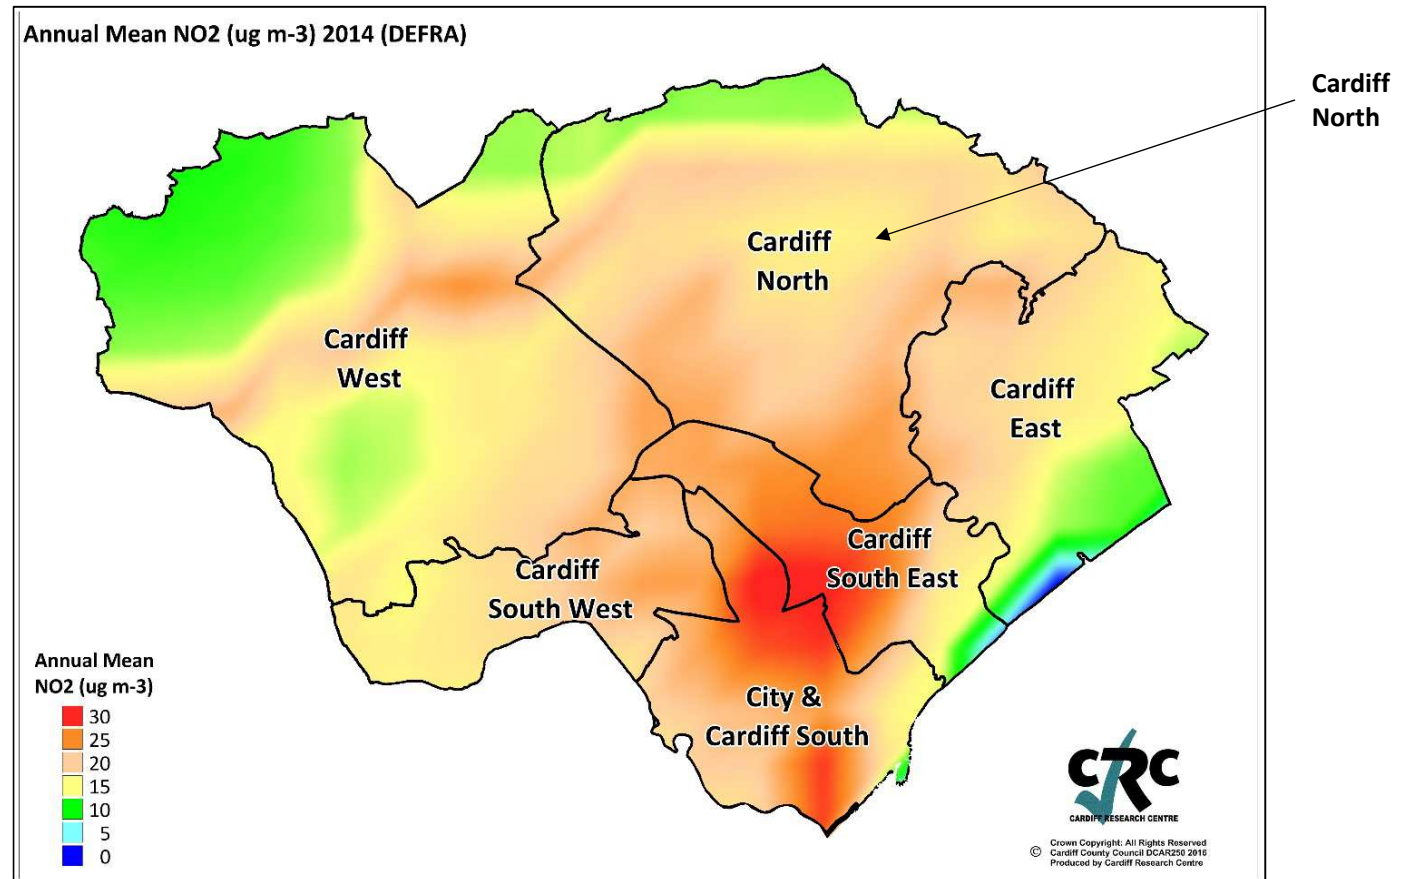 Annual Mean NO2 (ug m-3) 2014 (DEFRA)
Cardiff
North
Cardiff
North
Cardiff
West
Cardiff
East
Cardiff
South East
Cardiff
South West
City &
Cardiff South
Annual Mean
NO2 (ug m-3)
30
25
20
15
10
5
0
CRC
CARDIFF RESEARCH CENTRE
© Crown Copyright: All Rights Reserved
Cardiff County Council DCAR250 2016
Produced by Cardiff Research Centre